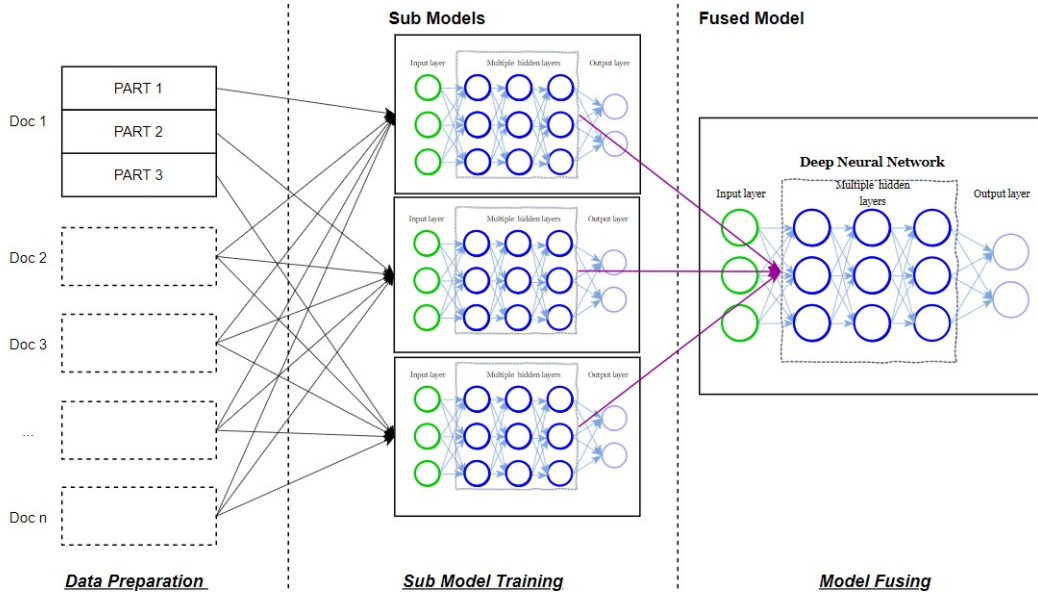 Sub Models
Fused Model
Doc 1
PART 1
PART 2
PART 3
Doc 2
Doc 3
...
Doc n
Input layer
Multiple hidden layers
Output layer
Input layer
Multiple hidden layers
Output layer
Input layer
Multiple hidden layers
Output layer
Deep Neural Network
Input layer
Multiple hidden
layers
Output layer
Data Preparation
Sub Model Training
Model Fusing